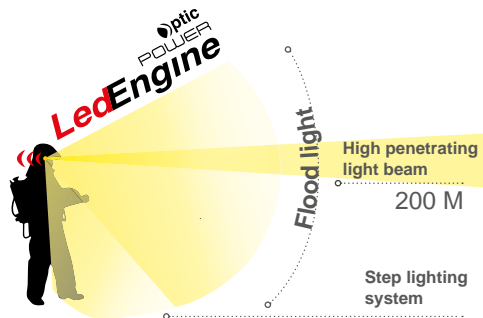 Optic
POWER
LedEngine
Flood light
High penetrating
light beam
200 M
Step lighting
system